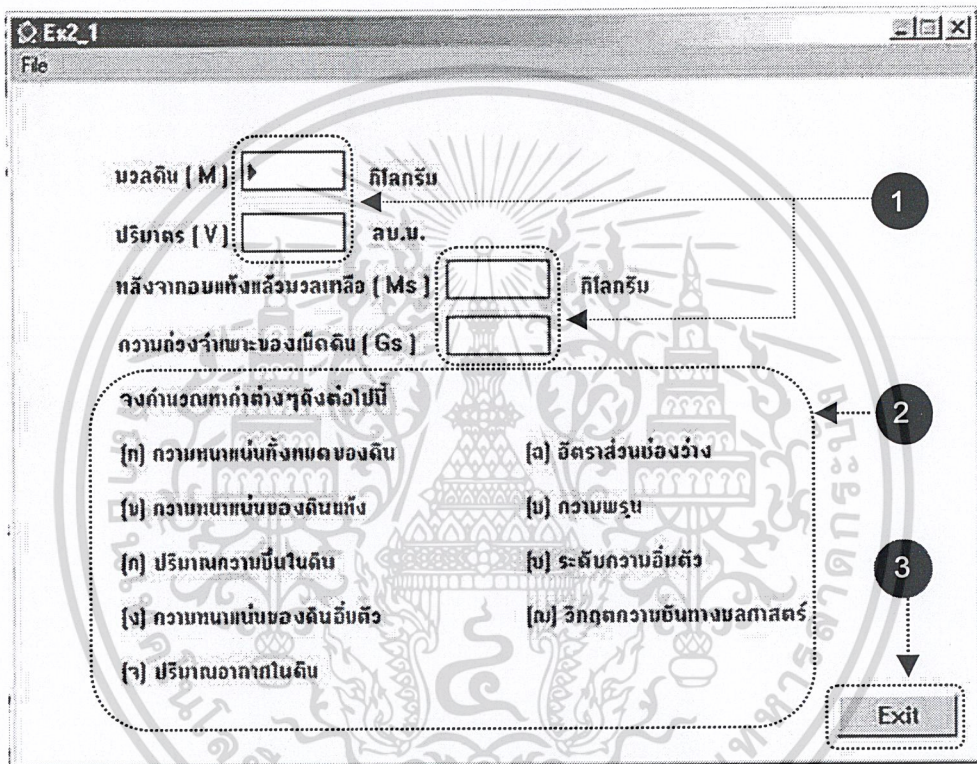 Ex2_1
File
มวลดิน ( M ) กิโลกรัม
ปริมาตร ( V ) ลบ.ม.
หลังจากอบแห้งแล้วมวลเหลือ ( Ms ) กิโลกรัม
ความถ่วงจำเพาะของเม็ดดิน ( Gs )
1
จงคำนวณหาค่าต่างๆดังต่อไปนี้
2
(ก) ความหนาแน่นทั้งหมดของดิน (ฉ) อัตราส่วนช่องว่าง
(ข) ความหนาแน่นของดินแห้ง (ช) ความพรุน
(ค) ปริมาณความชื้นในดิน (ซ) ระดับความอิ่มตัว
(ง) ความหนาแน่นของดินอิ่มตัว (ฌ) วิกฤตความชันทางชลศาสตร์
(จ) ปริมาณอากาศในดิน
3
Exit